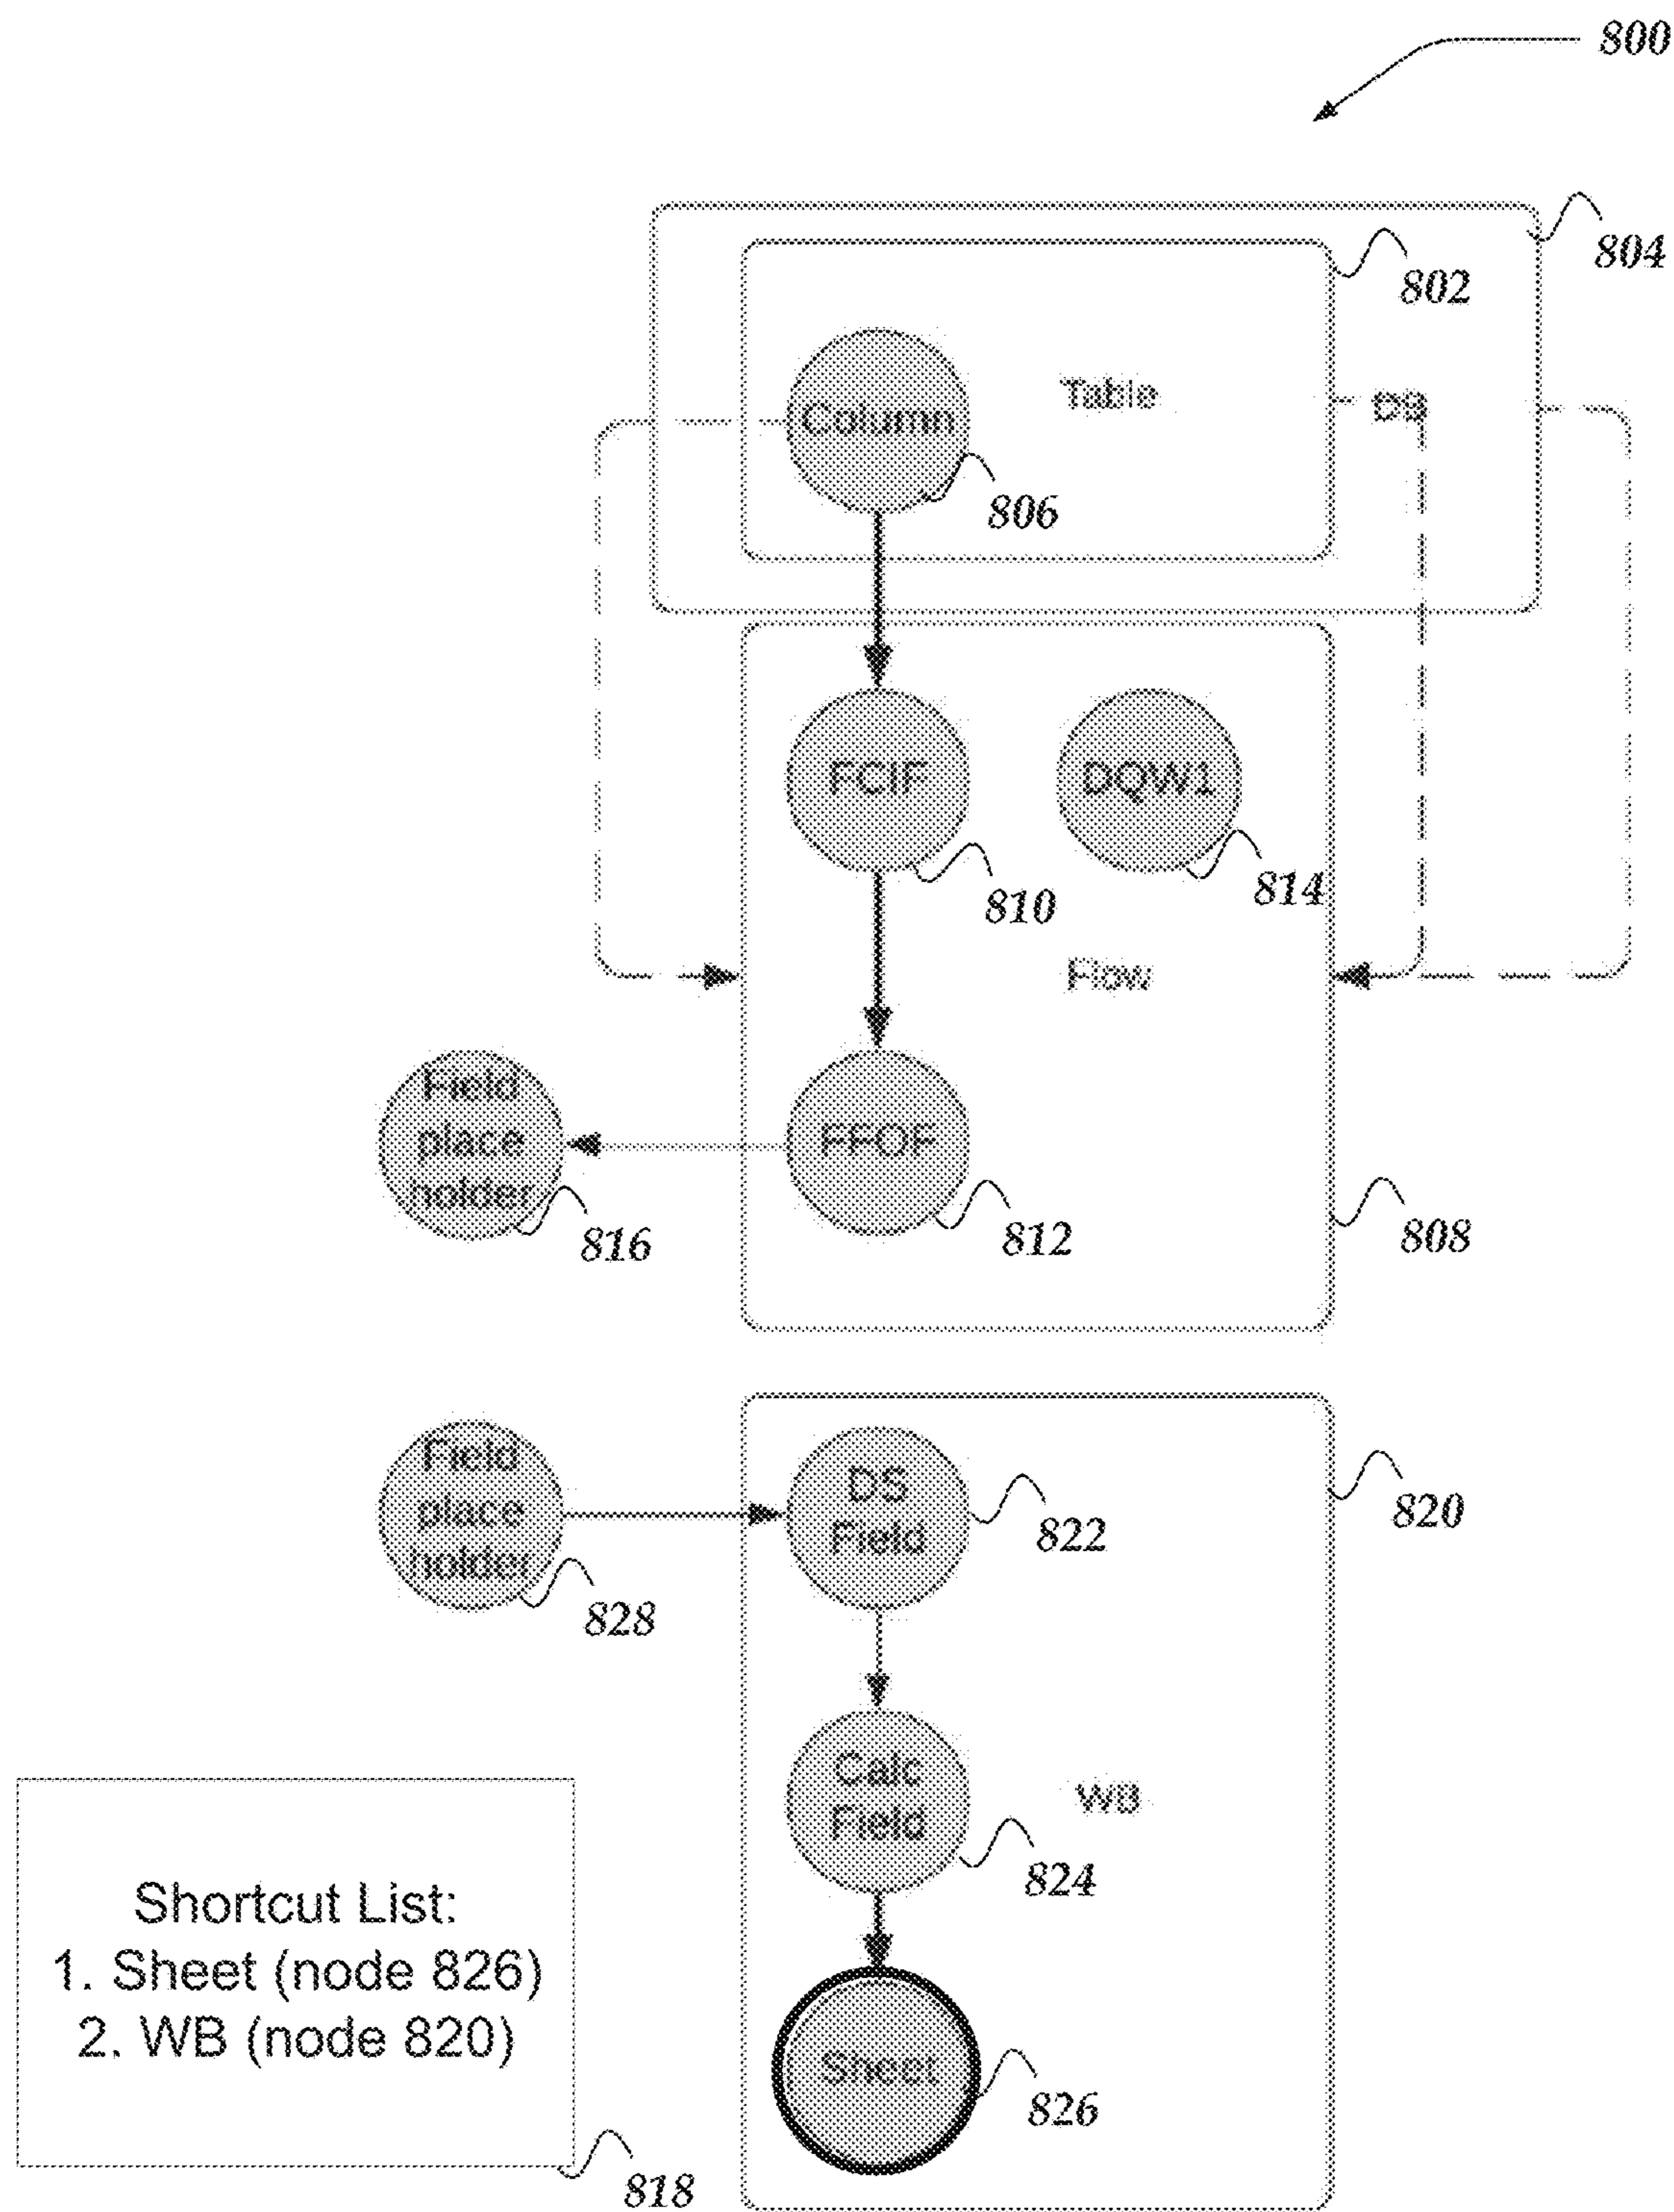 800
804
802
Table
DB
Column
806
FCIF
DQW1
810
814
Flow
Field
place
holder
FFOF
816
812
808
Field
place
holder
DS
Field
820
822
828
Calc
Field
WB
824
Shortcut List:
1. Sheet (node 826)
2. WB (node 820)
Sheet
826
818